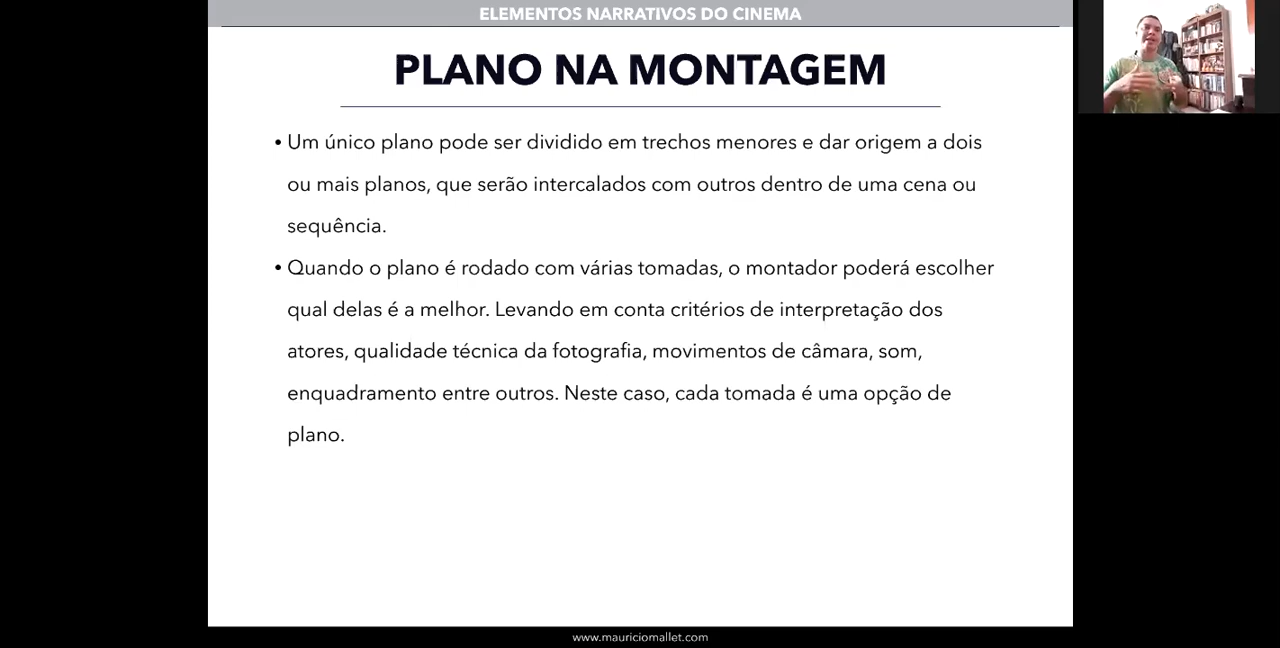 ELEMENTOS NARRATIVOS DO CINEMA
PLANO NA MONTAGEM
• Um único plano pode ser dividido em trechos menores e dar origem a dois
ou mais planos, que serão intercalados com outros dentro de uma cena ou
sequência.
• Quando o plano é rodado com várias tomadas, o montador poderá escolher
qual delas é a melhor. Levando em conta critérios de interpretação dos
atores, qualidade técnica da fotografia, movimentos de câmara, som,
enquadramento entre outros. Neste caso, cada tomada é uma opção de
plano.
www.mauriciomallet.com